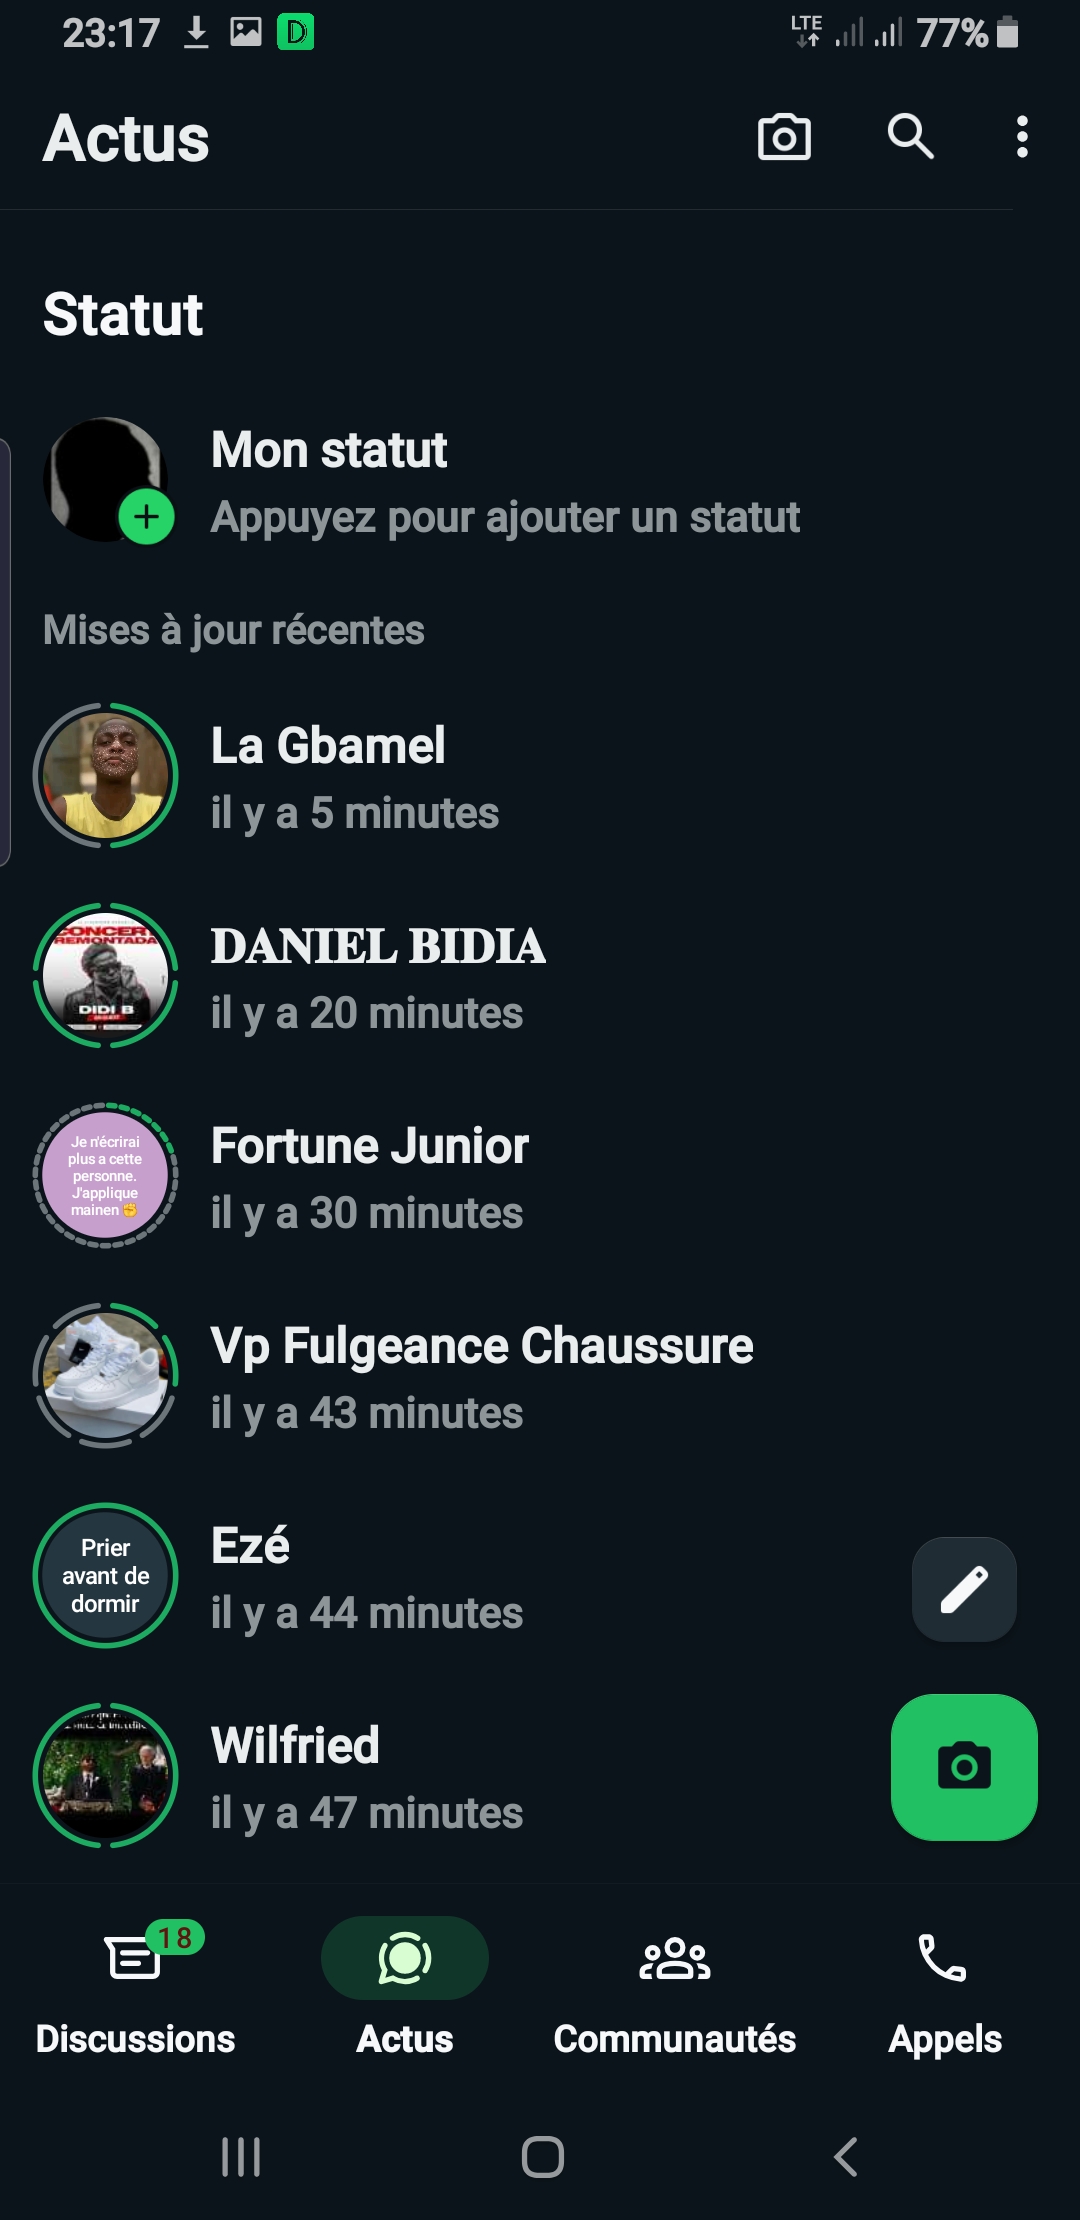 23:17
LTE
77%
Actus
Statut
Mon statut
Appuyez pour ajouter un statut
Mises à jour récentes
La Gbamel
il y a 5 minutes
CONCERT
REMONTADA
DIDI B
DANIEL BIDIA
il y a 20 minutes
Je n'écrirai
plus a cette
personne.
J'applique
mainen ✊
Fortune Junior
il y a 30 minutes
Vp Fulgeance Chaussure
il y a 43 minutes
Prier
avant de
dormir
Ezé
il y a 44 minutes
Wilfried
il y a 47 minutes
18
Discussions
Actus
Communautés
Appels